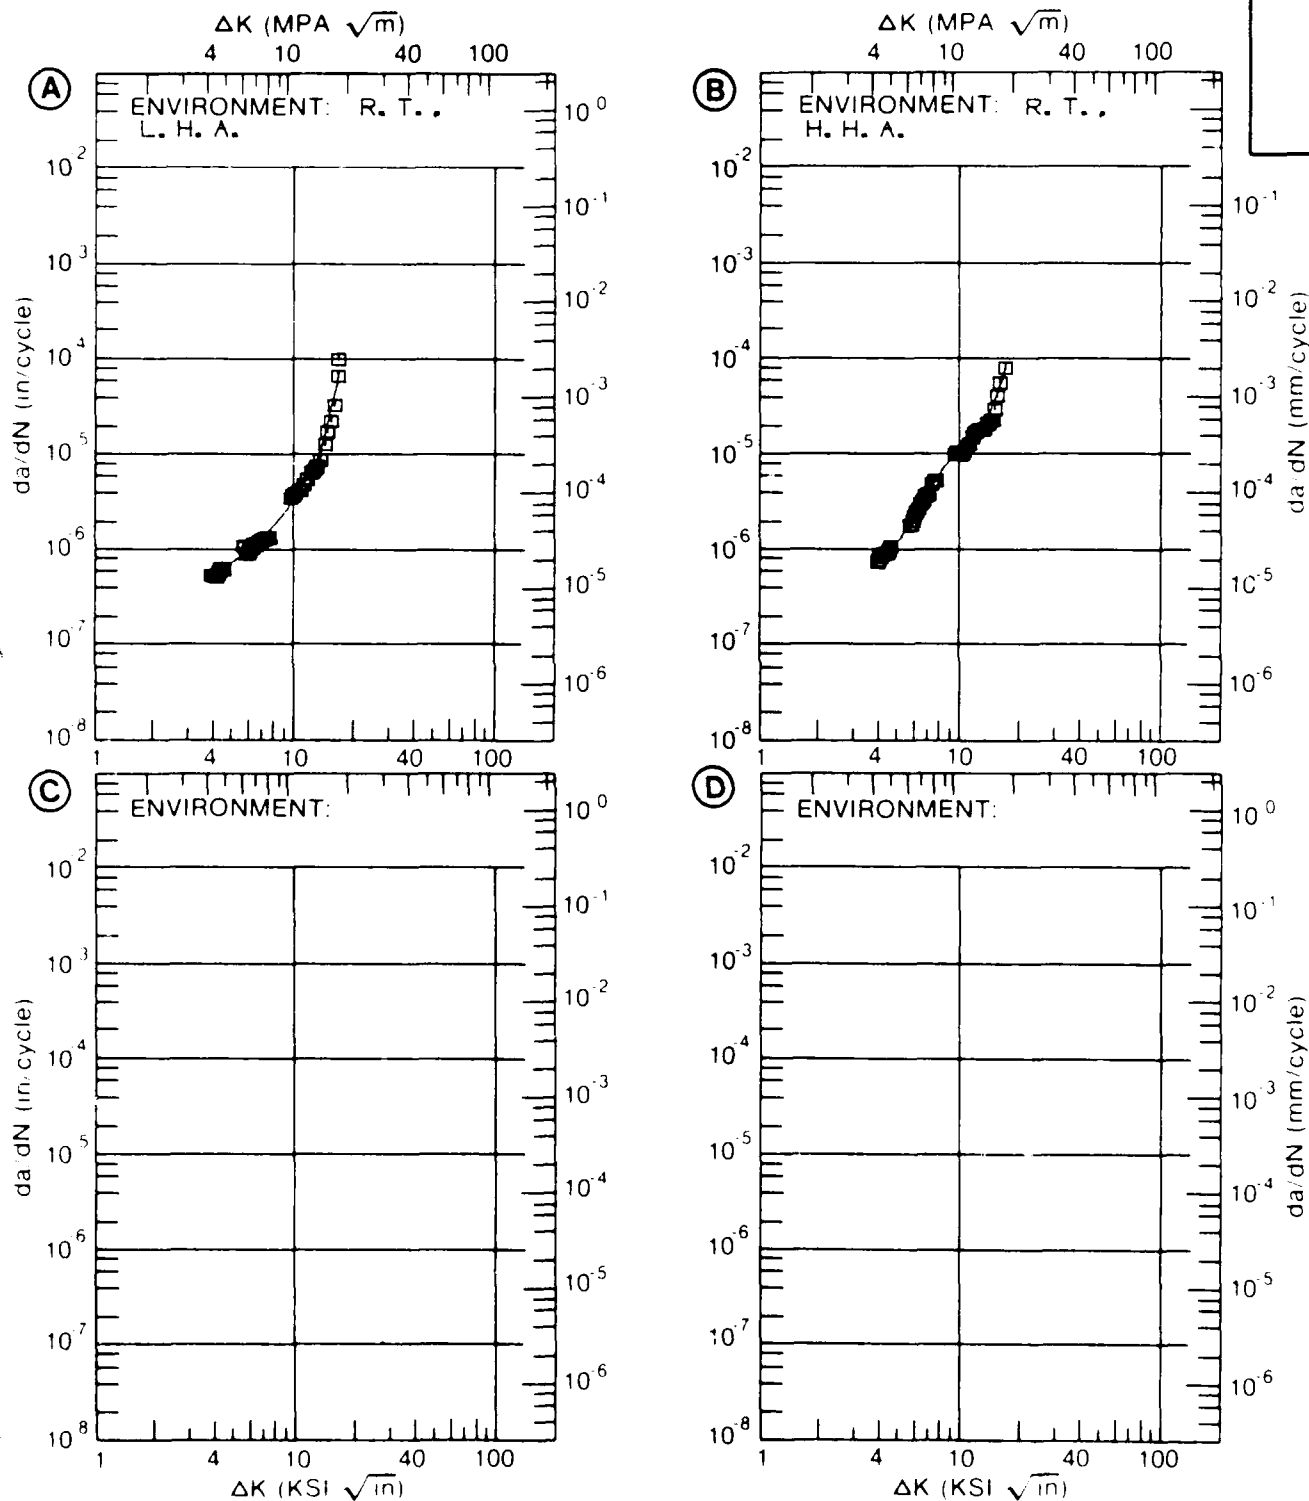 ΔK (MPA √m)
4 10 40 100
A
ENVIRONMENT: R. T.,
L. H. A.
10^0
10^2
10^-1
10^3
10^-2
10^-4
10^-3
10^-5
10^-4
10^-6
10^-5
10^-7
10^-6
10^-8
da/dN (in/cycle)
1 4 10 40 100
ΔK (MPA √m)
4 10 40 100
B
ENVIRONMENT: R. T.,
H. H. A.
10^-2
10^-1
10^-3
10^-2
10^-4
10^-3
10^-5
10^-4
10^-6
10^-5
10^-7
10^-6
10^-8
da/dN (mm/cycle)
1 4 10 40 100
C
ENVIRONMENT:
10^0
10^2
10^-1
10^-3
10^-2
10^-4
10^-3
10^-5
10^-4
10^-6
10^-5
10^-7
10^-6
10^8
da/dN (in/cycle)
1 4 10 40 100
ΔK (KSI √in)
D
ENVIRONMENT:
10^0
10^-2
10^-1
10^-3
10^-2
10^-4
10^-3
10^-5
10^-4
10^-6
10^-5
10^-7
10^-6
10^-8
da/dN (mm/cycle)
1 4 10 40 100
ΔK (KSI √in)